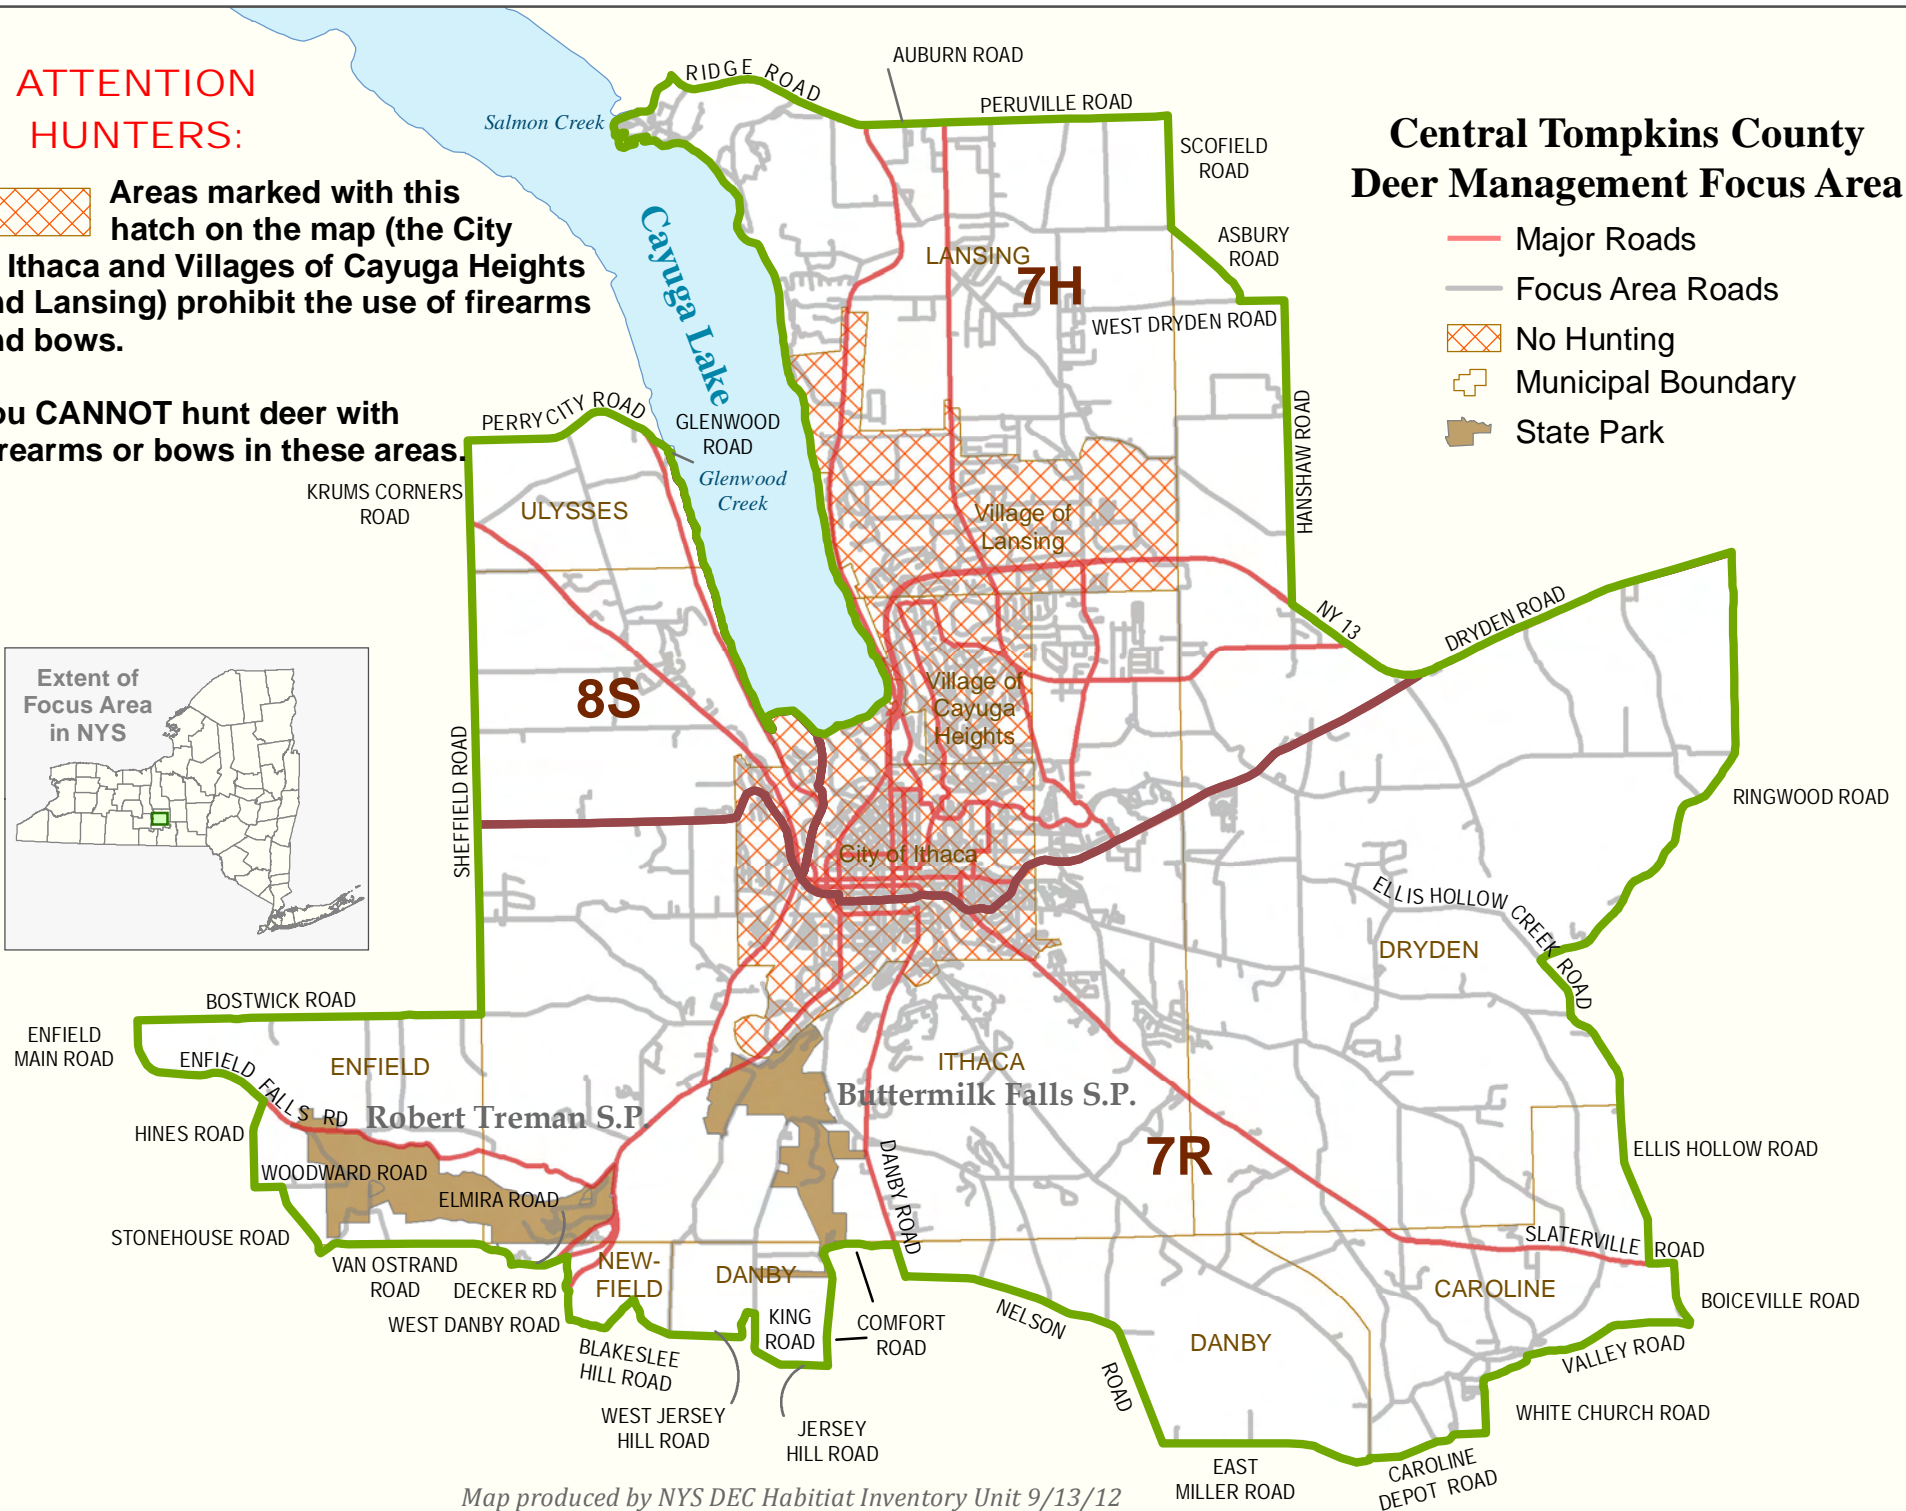 ATTENTION
HUNTERS:
Areas marked with this
hatch on the map (the City
Ithaca and Villages of Cayuga Heights
nd Lansing) prohibit the use of firearms
nd bows.
ou CANNOT hunt deer with
rearms or bows in these areas.
Central Tompkins County
Deer Management Focus Area
Major Roads
Focus Area Roads
No Hunting
Municipal Boundary
State Park
Extent of
Focus Area
in NYS
AUBURN ROAD
RIDGE ROAD
PERUVILLE ROAD
Salmon Creek
SCOFIELD
ROAD
ASBURY
ROAD
LANSING
7H
Cayuga Lake
WEST DRYDEN ROAD
PERRY CITY ROAD
GLENWOOD
ROAD
Glenwood
Creek
HANSHAW ROAD
KRUMS CORNERS
ROAD
ULYSSES
Village of
Lansing
NY 13
DRYDEN ROAD
8S
Village of
Cayuga
Heights
SHEFFIELD ROAD
RINGWOOD ROAD
City of Ithaca
ELLIS HOLLOW CREEK ROAD
DRYDEN
BOSTWICK ROAD
ENFIELD
MAIN ROAD
ENFIELD FALLS RD
ENFIELD
ITHACA
Buttermilk Falls S.P.
Robert Treman S.P.
HINES ROAD
DANBY ROAD
7R
ELLIS HOLLOW ROAD
WOODWARD ROAD
ELMIRA ROAD
STONEHOUSE ROAD
SLATERVILLE ROAD
VAN OSTRAND
ROAD
DECKER RD
NEW-
FIELD
DANBY
CAROLINE
BOICEVILLE ROAD
WEST DANBY ROAD
KING
ROAD
COMFORT
ROAD
NELSON ROAD
DANBY
BLAKESLEE
HILL ROAD
VALLEY ROAD
WEST JERSEY
HILL ROAD
JERSEY
HILL ROAD
WHITE CHURCH ROAD
EAST
MILLER ROAD
CAROLINE
DEPOT ROAD
Map produced by NYS DEC Habitiat Inventory Unit 9/13/12